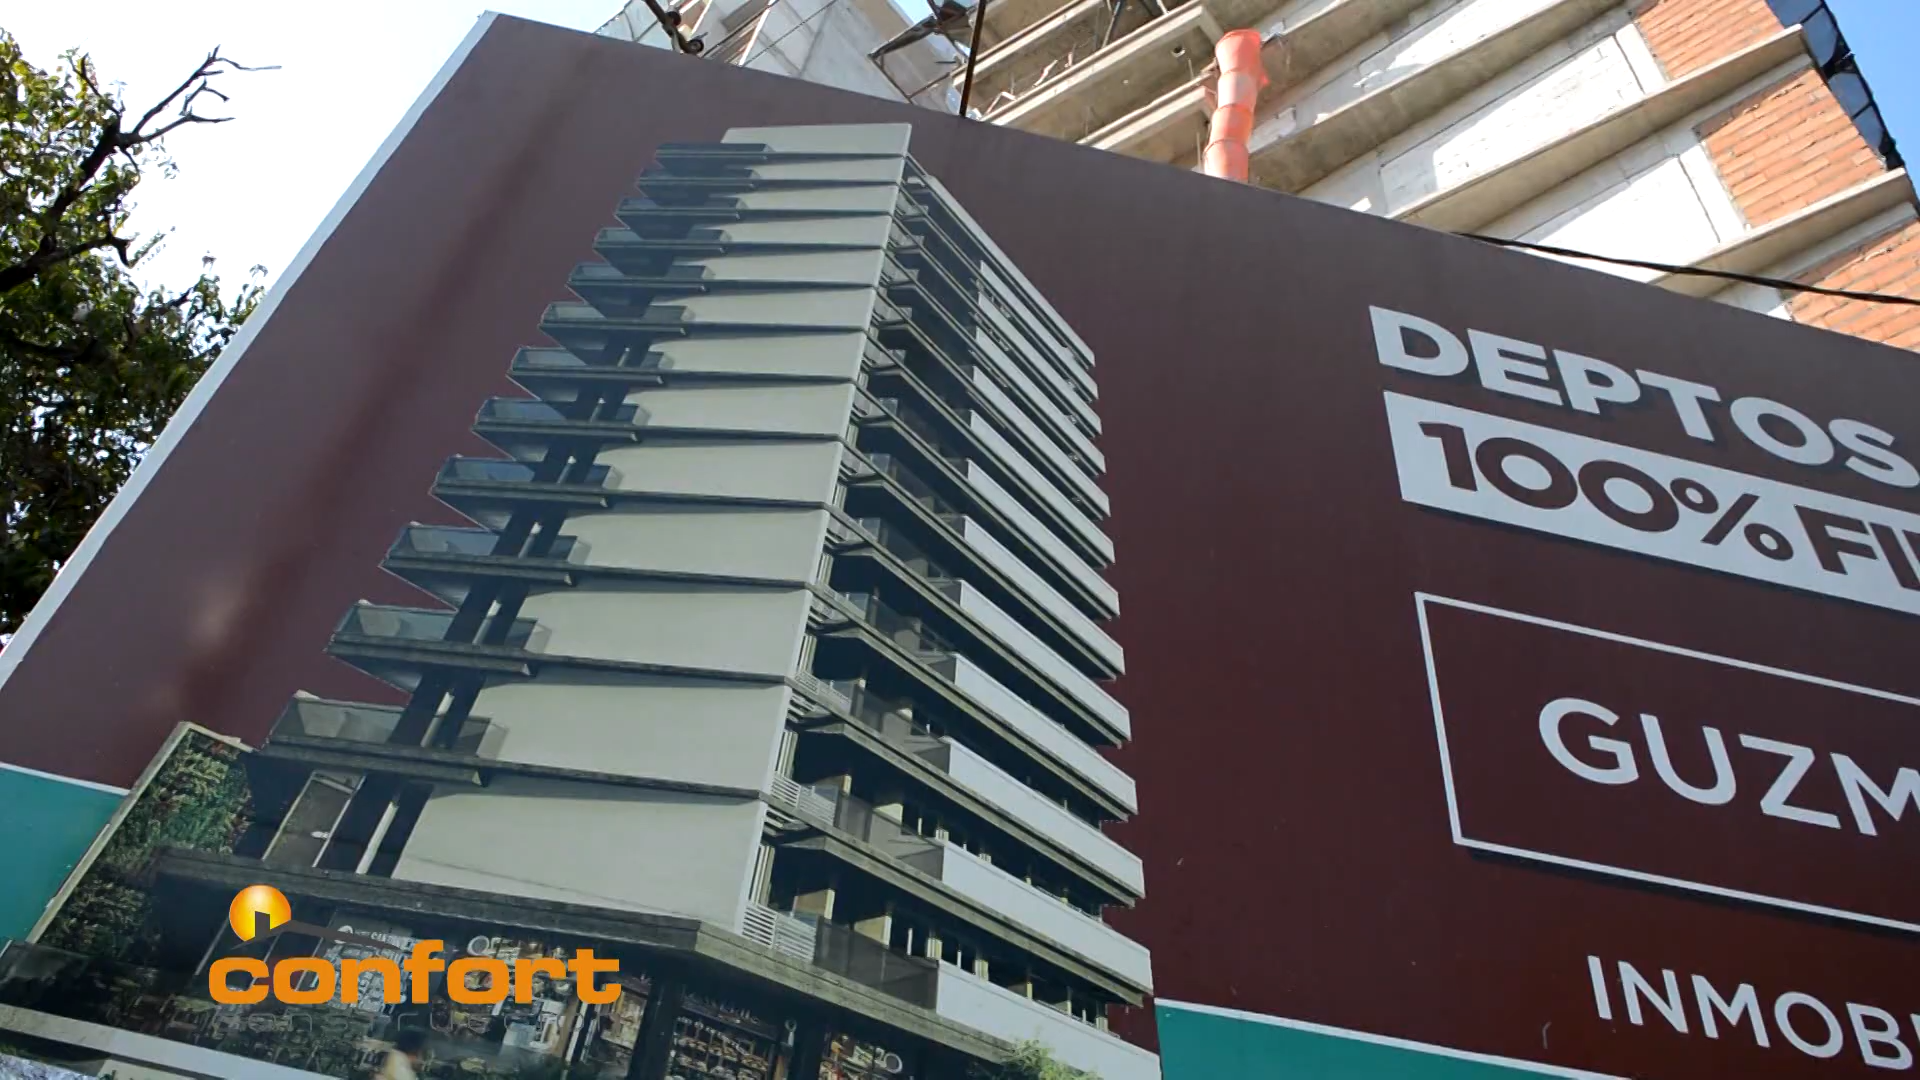 DEPTOS
100% FI
GUZM
INMOB
confort